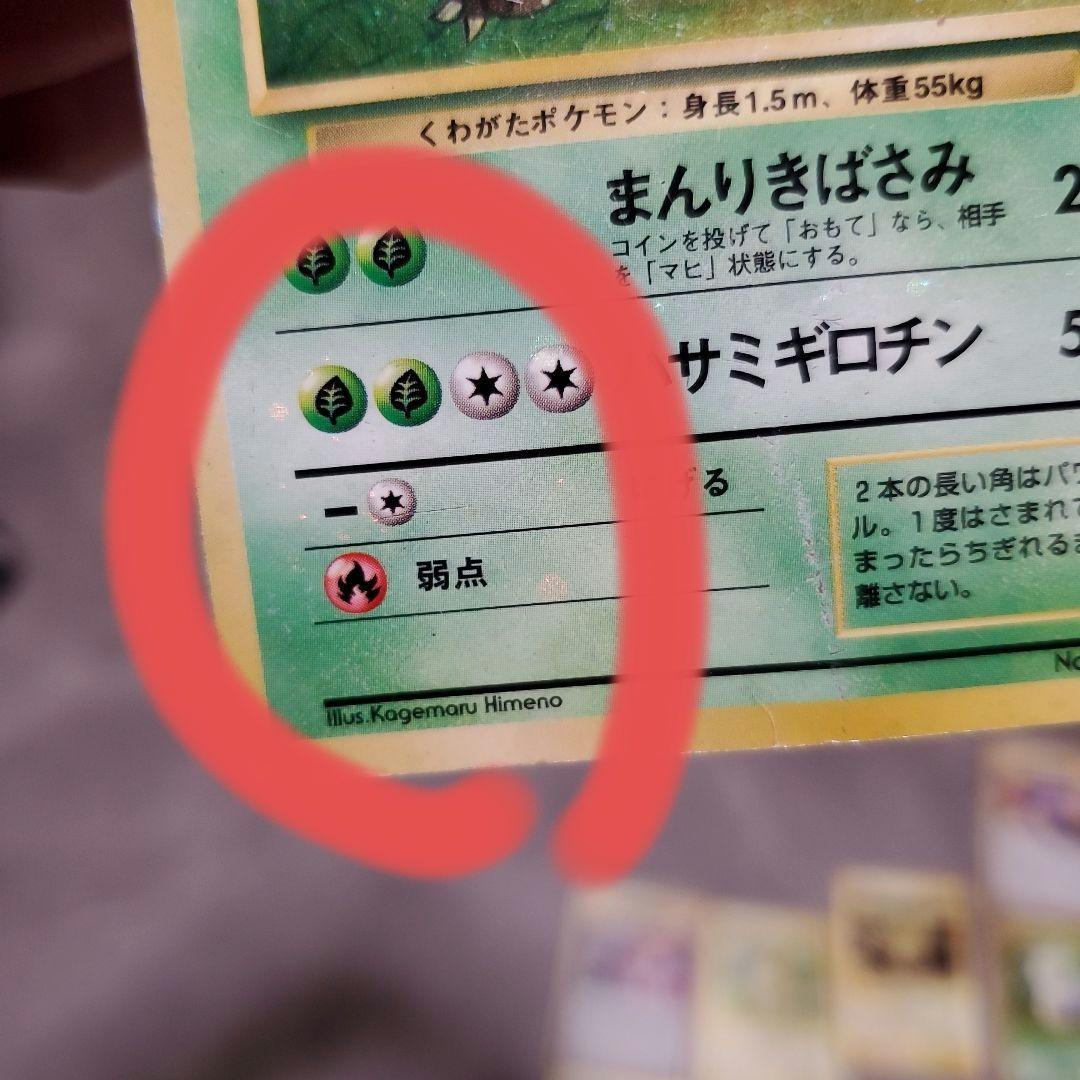 くわがたポケモン：身長1.5m、体重55kg
まんりきばさみ 2
コインを投げて「おもて」なら、相手
を「マヒ」状態にする。
サミギロチン 5
ー
る
弱点
2本の長い角はパワ
ル。1度はさまれて
まったらちぎれるま
離さない。
Illus.Kagemaru Himeno
No